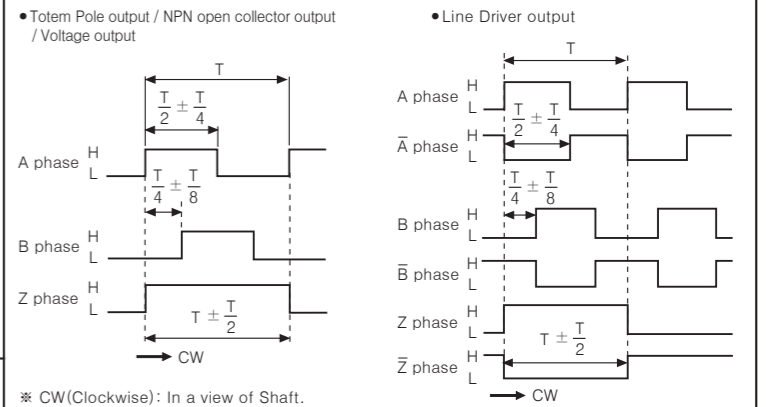 •Totem Pole output / NPN open collector output
/ Voltage output
T
T/2 ± T/4
A phase H
L
T/4 ± T/8
B phase H
L
Z phase H
L
T ± T/2
CW
※ CW(Clockwise): In a view of Shaft.
•Line Driver output
T
A phase H
L
T/2 ± T/4
A̅ phase H
L
T/4 ± T/8
B phase H
L
B̅ phase H
L
Z phase H
L
T ± T/2
Z̅ phase H
L
CW